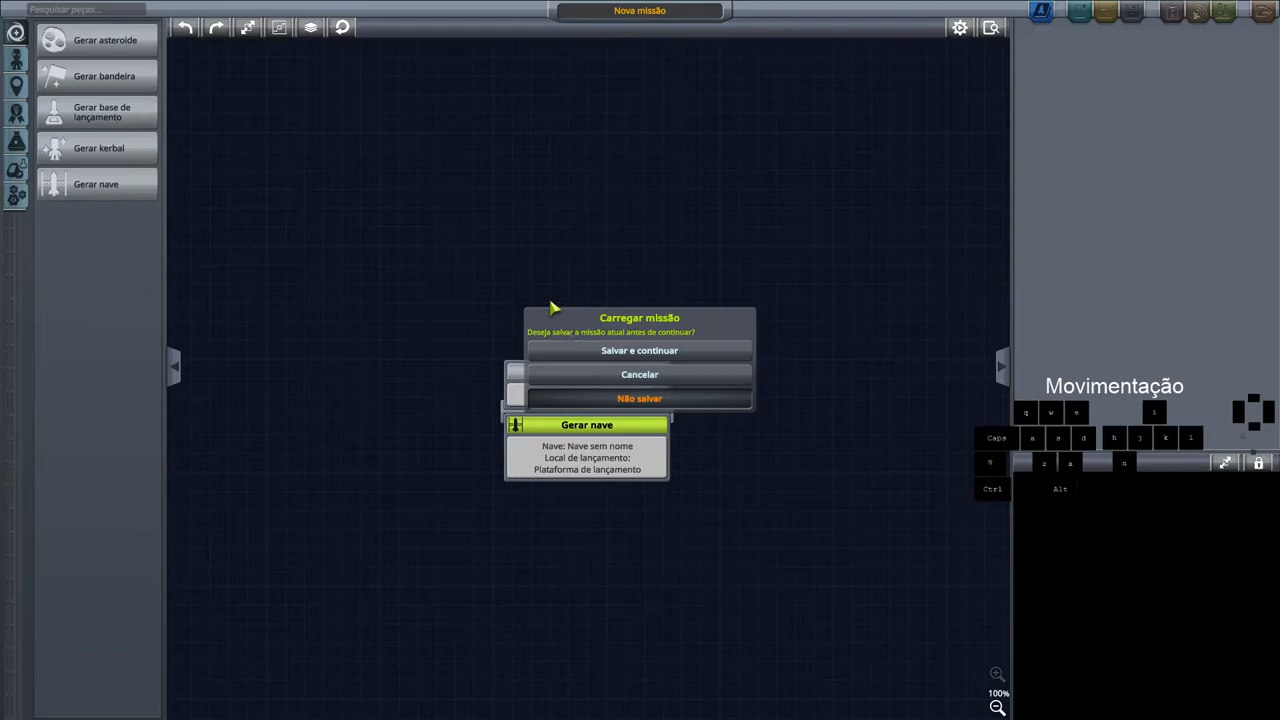 Nova missão
Pesquisar peças...
Gerar asteroide
Gerar bandeira
Gerar base de
lançamento
Gerar kerbal
Gerar nave
Carregar missão
Deseja salvar a missão atual antes de continuar?
Salvar e continuar
Cancelar
Não salvar
Gerar nave
Nave: Nave sem nome
Local de lançamento:
Plataforma de lançamento
Movimentação
q w e i
Caps a s d h j k l
z x n
Ctrl Alt
100%